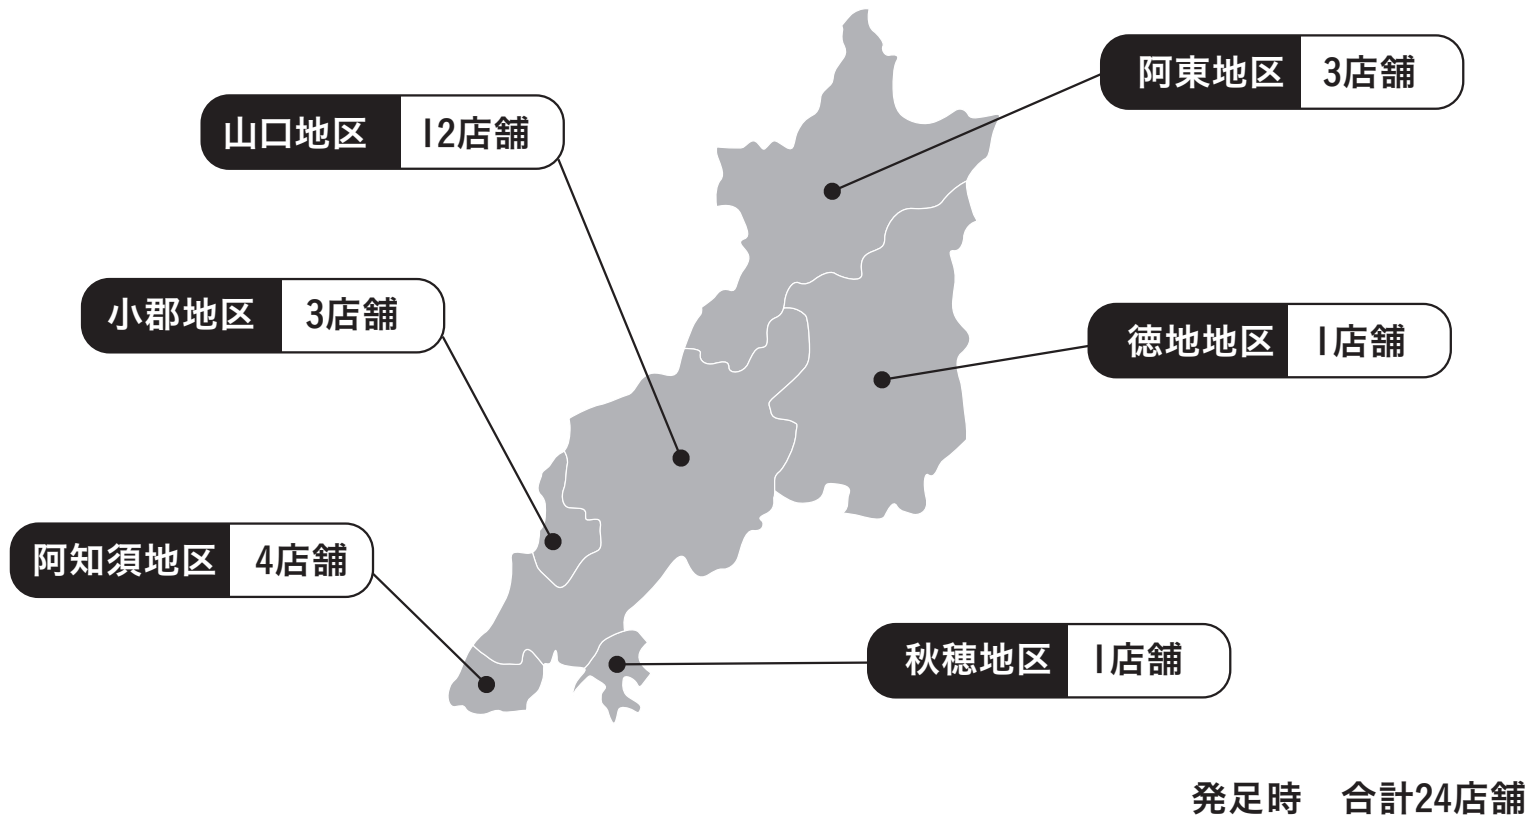 阿東地区 3店舗
山口地区 12店舗
小郡地区 3店舗
徳地地区 1店舗
阿知須地区 4店舗
秋穂地区 1店舗
発足時 合計24店舗